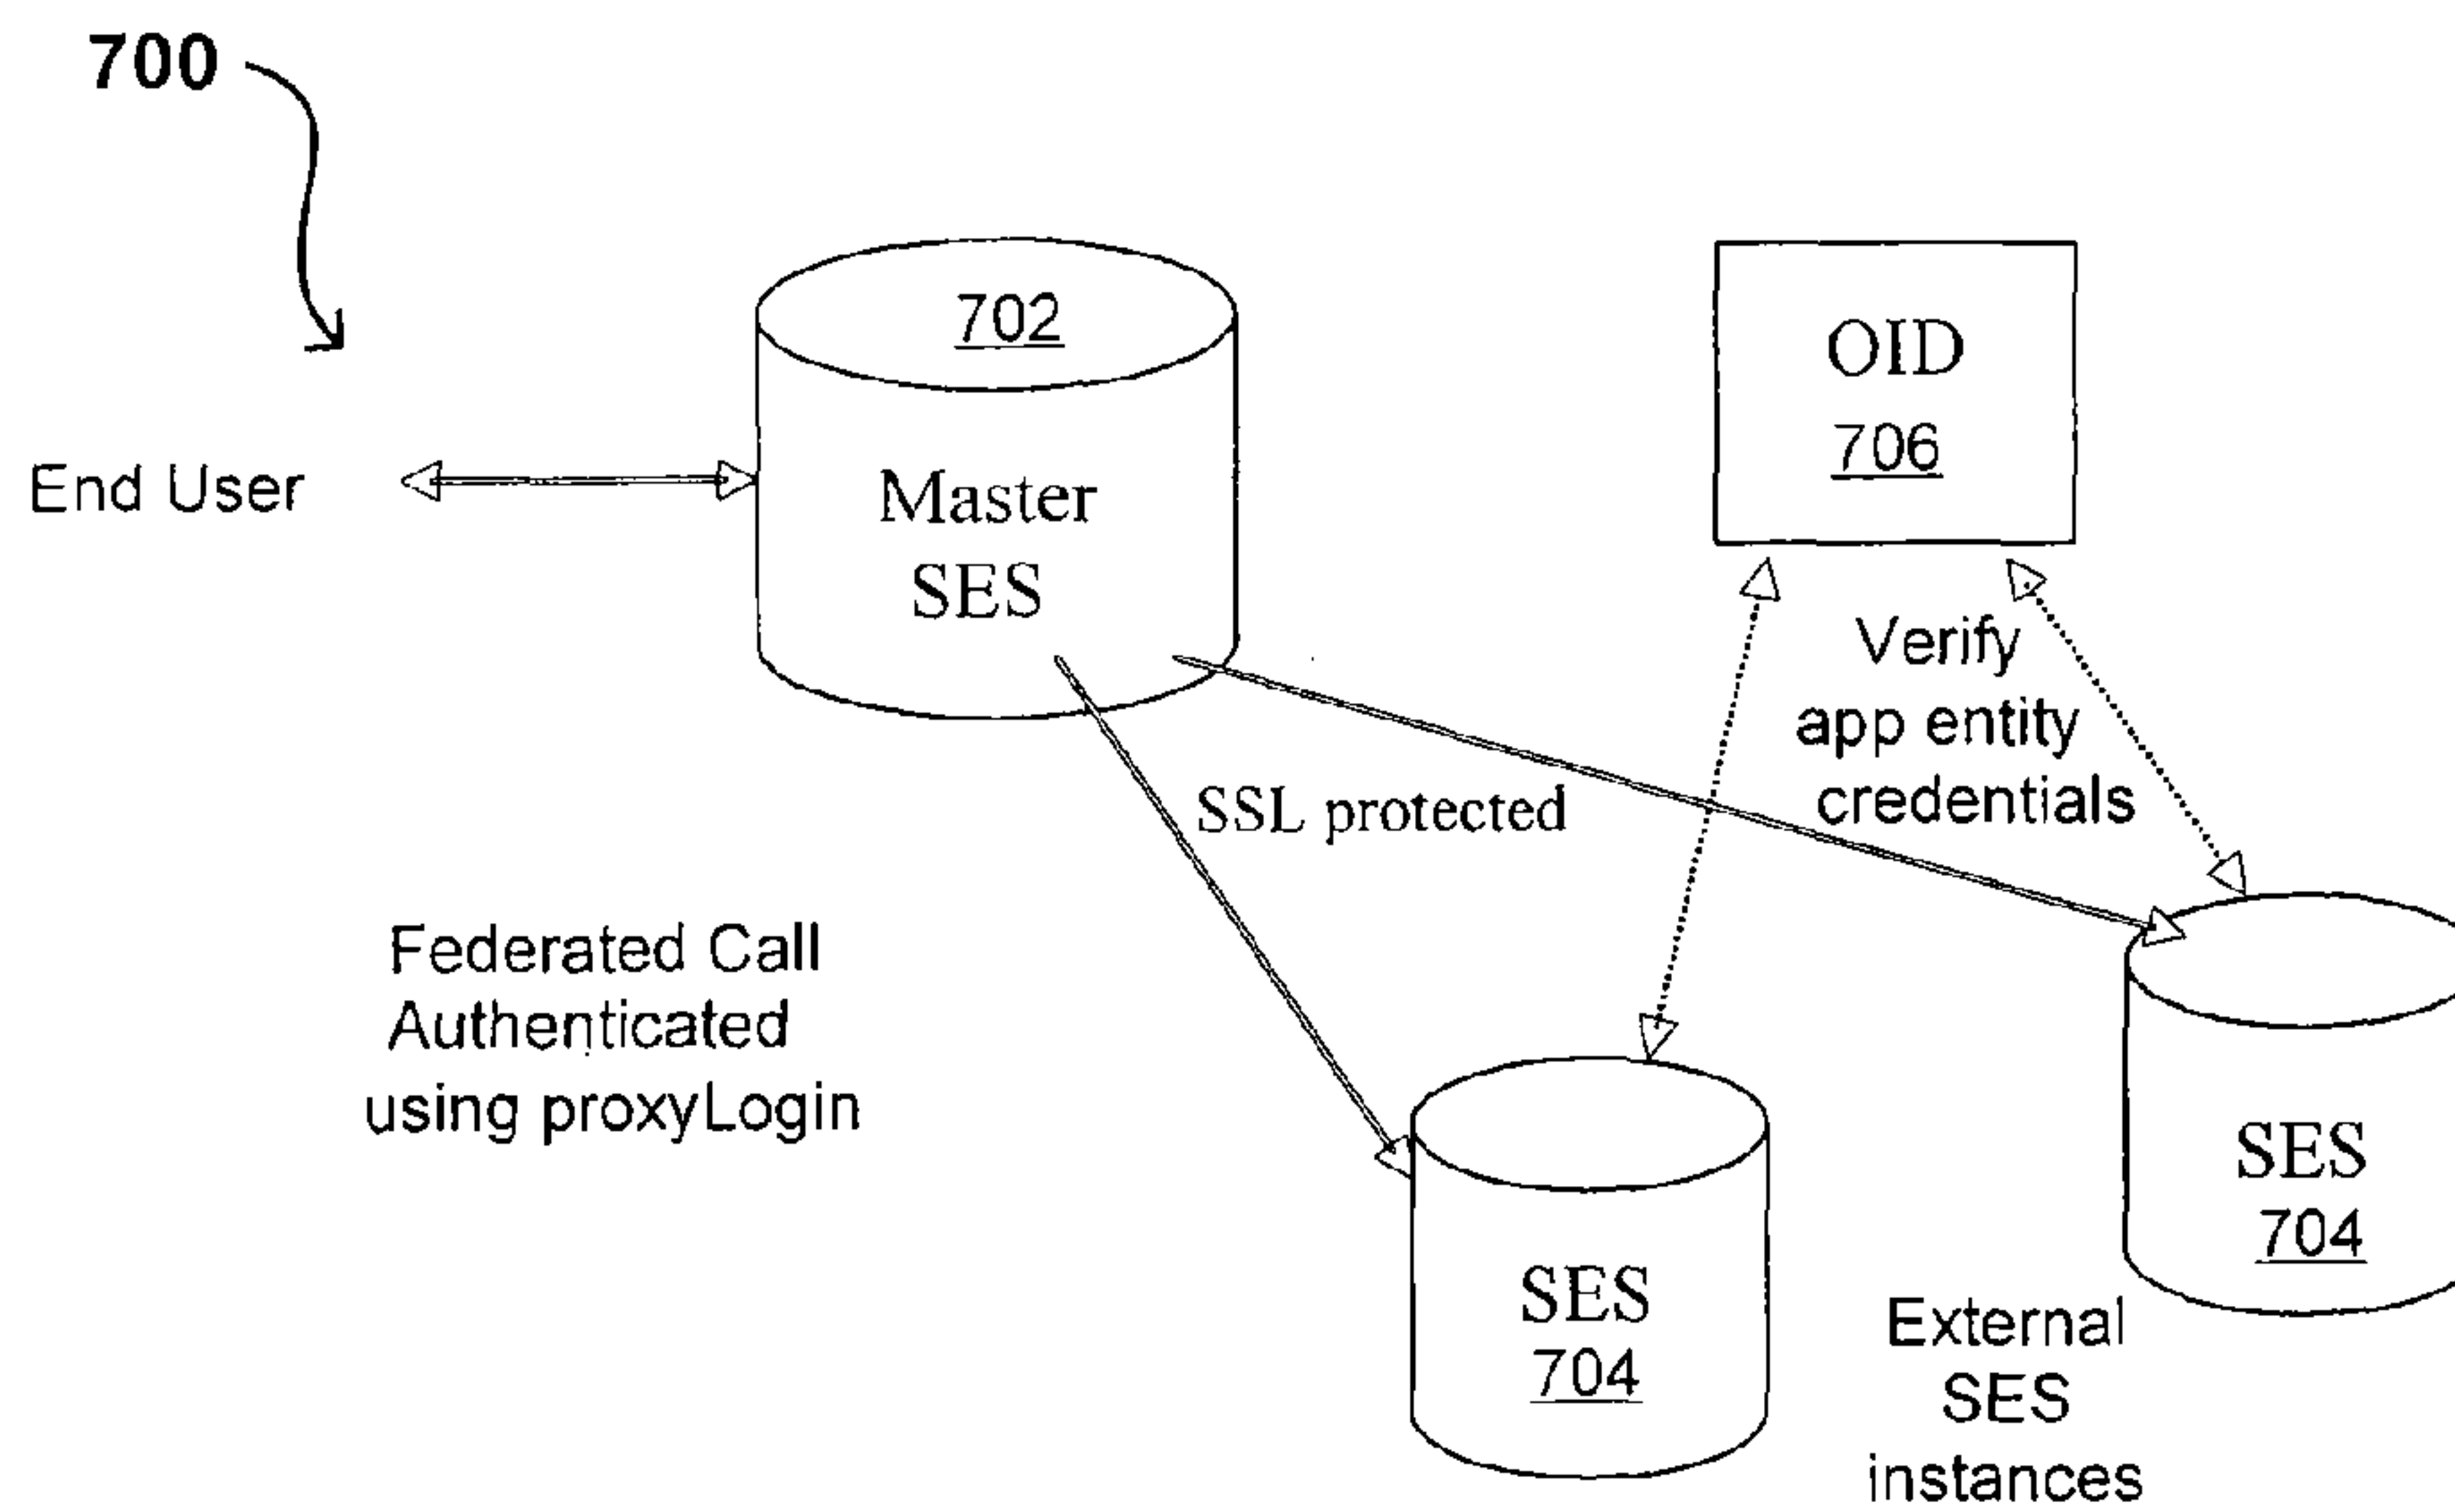 700
702
Master
SES
End User
OID
706
Verify
app entity
credentials
SSL protected
Federated Call
Authenticated
using proxyLogin
SES
704
SES
704
External
SES
instances